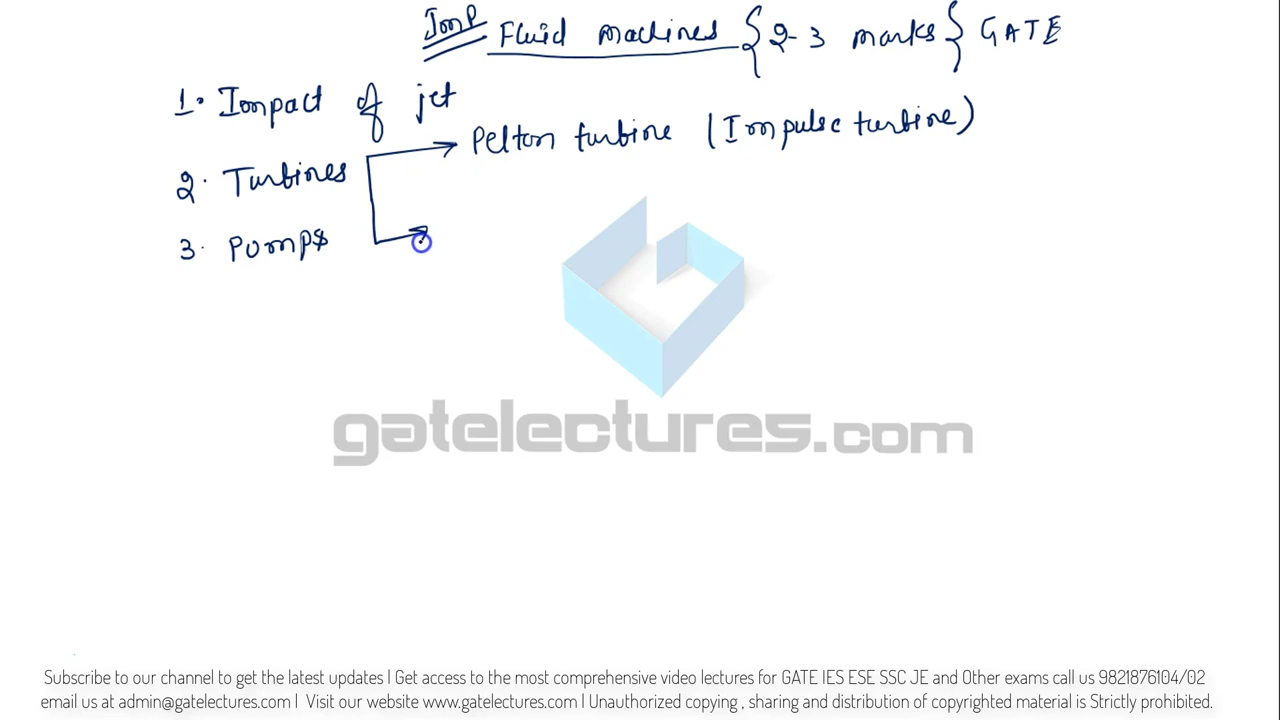 Imp Fluid machines {2-3 marks} GATE
1. Impact of jet
Pelton turbine (Impulse turbine)
2. Turbines
3. Pumps
gatelectures.com
Subscribe to our channel to get the latest updates | Get access to the most comprehensive video lectures for GATE IES ESE SSC JE and Other exams call us 9821876104/02
email us at admin@gatelectures.com | Visit our website www.gatelectures.com | Unauthorized copying , sharing and distribution of copyrighted material is Strictly prohibited.